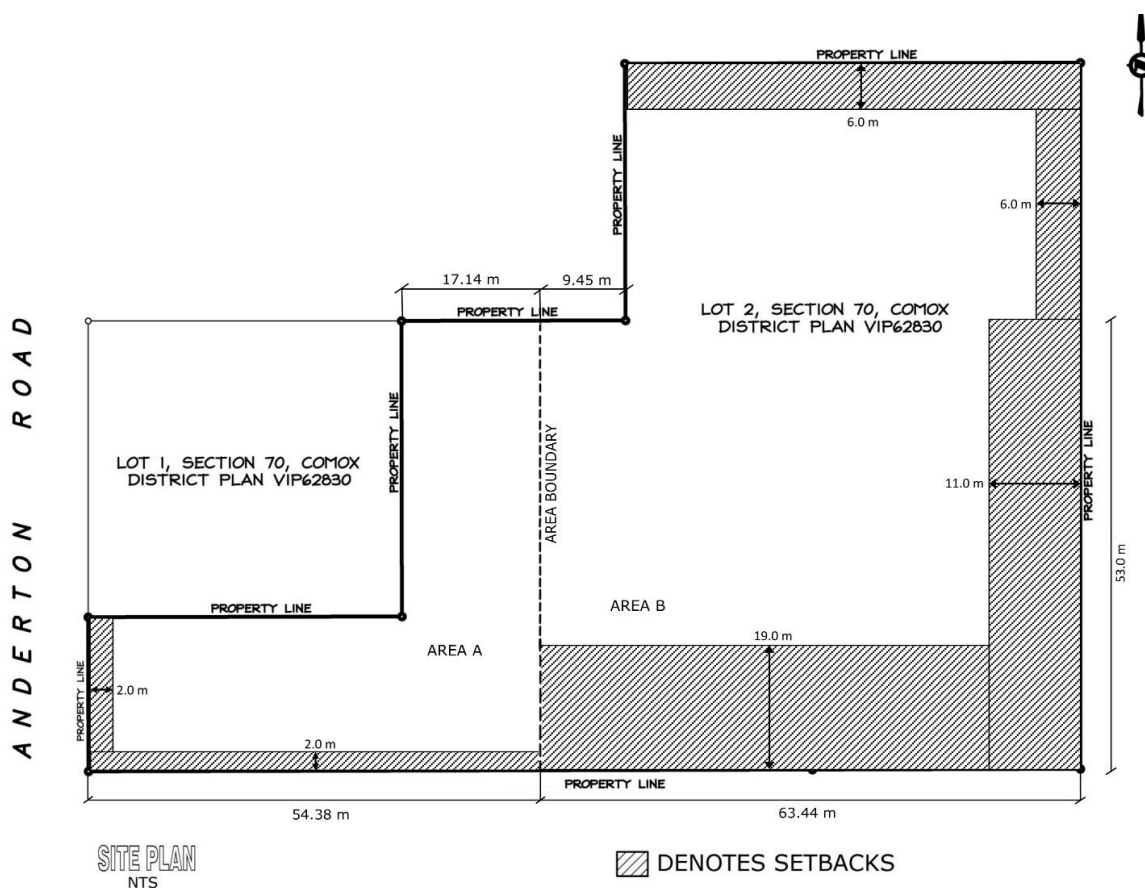 PROPERTY LINE
6.0 m
PROPERTY LINE
6.0 m
17.14 m
9.45 m
PROPERTY LINE
LOT 2, SECTION 70, COMOX
DISTRICT PLAN VIP62830
ANDERTON ROAD
PROPERTY LINE
LOT 1, SECTION 70, COMOX
DISTRICT PLAN VIP62830
AREA BOUNDARY
11.0 m
PROPERTY LINE
53.0 m
PROPERTY LINE
AREA B
AREA A
19.0 m
PROPERTY LINE
2.0 m
2.0 m
PROPERTY LINE
54.38 m
63.44 m
SITE PLAN
NTS
DENOTES SETBACKS